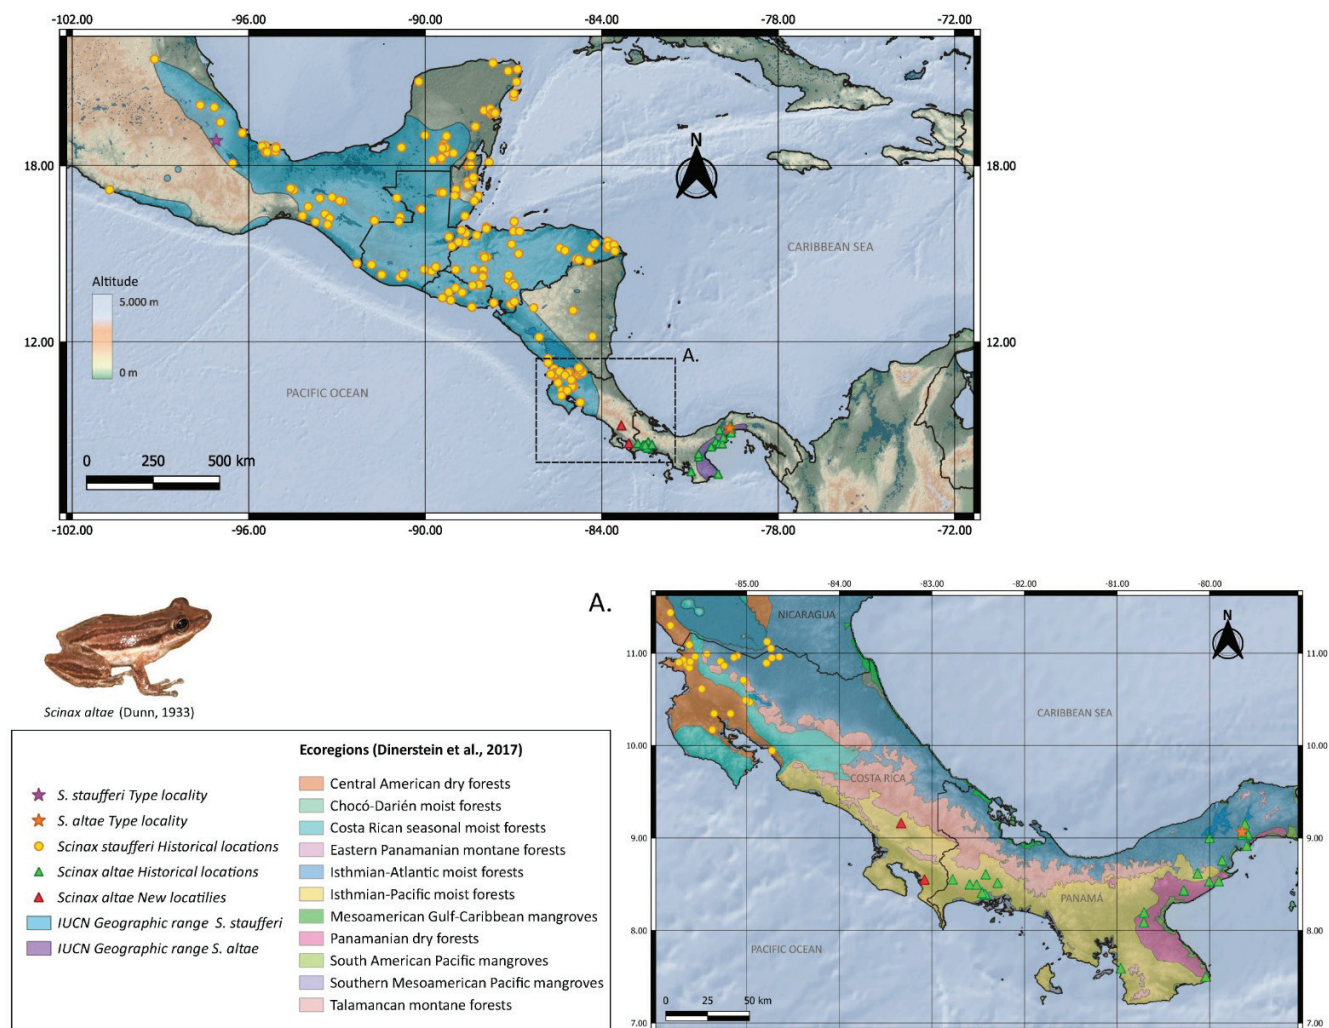 -102.00 -96.00 -90.00 -84.00 -78.00 -72.00
N
18.00 18.00
CARIBBEAN SEA
Altitude
5.000 m
0 m
12.00 12.00
A.
PACIFIC OCEAN
0 250 500 km
-102.00 -96.00 -90.00 -84.00 -78.00 -72.00
A.
Scinax altae (Dunn, 1933)
S. staufferi Type locality
S. altae Type locality
Scinax staufferi Historical locations
Scinax altae Historical locations
Scinax altae New locatilies
IUCN Geographic range S. staufferi
IUCN Geographic range S. altae
Ecoregions (Dinerstein et al., 2017)
Central American dry forests
Chocó-Darién moist forests
Costa Rican seasonal moist forests
Eastern Panamanian montane forests
Isthmian-Atlantic moist forests
Isthmian-Pacific moist forests
Mesoamerican Gulf-Caribbean mangroves
Panamanian dry forests
South American Pacific mangroves
Southern Mesoamerican Pacific mangroves
Talamancan montane forests
-85.00 -84.00 -83.00 -82.00 -81.00 -80.00
NICARAGUA
N
11.00 11.00
CARIBBEAN SEA
10.00 10.00
COSTA RICA
9.00 9.00
PANAMA
8.00 8.00
PACIFIC OCEAN
0 25 50 km
7.00 7.00